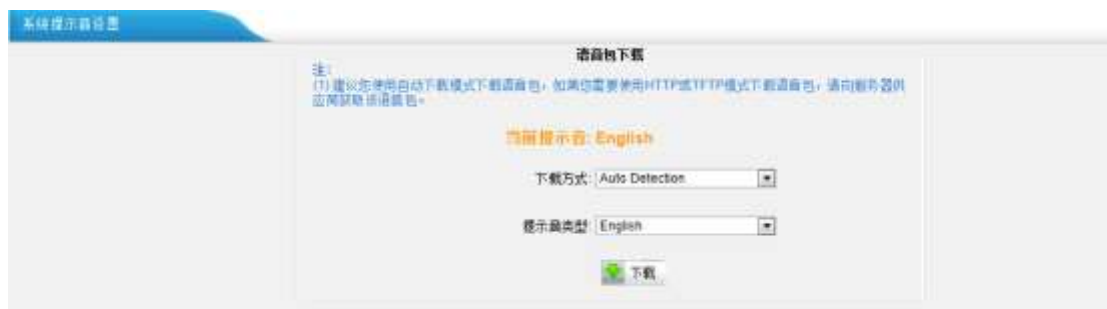 系统提示音设置
语音包下载
注:
(1) 建议您使用自动下载模式下载语音包，如果您需要使用HTTP或TFTP模式下载语音包，请向服务器供
应商获取该语音包。
当前提示音: English
下载方式: Auto Detection
提示音类型: English
下载